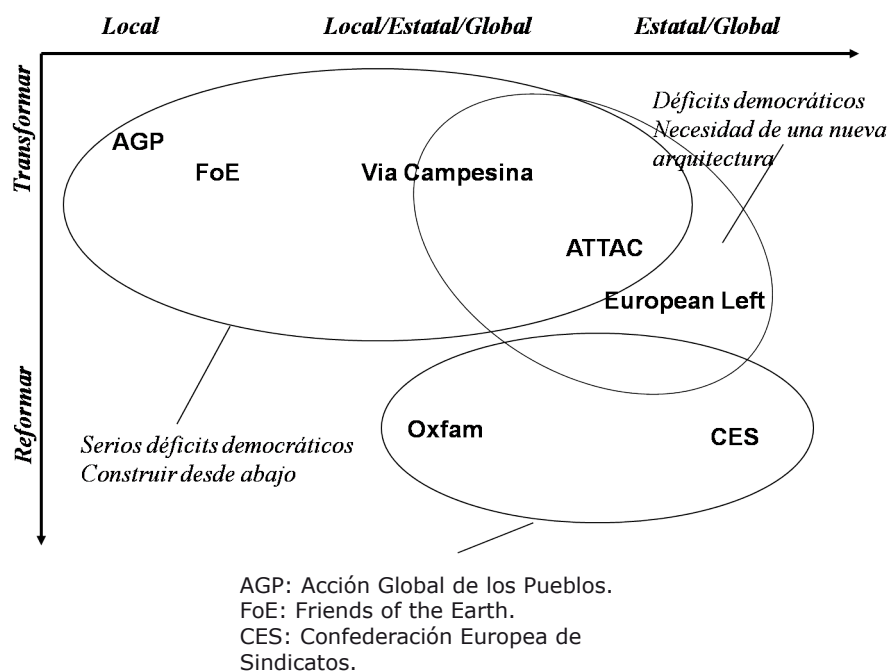 Local Local/Estatal/Global Estatal/Global
Transformar
Déficits democráticos
Necesidad de una nueva
arquitectura
AGP
FoE
Via Campesina
ATTAC
European Left
Reformar
Oxfam
CES
Serios déficits democráticos
Construir desde abajo
AGP: Acción Global de los Pueblos.
FoE: Friends of the Earth.
CES: Confederación Europea de
Sindicatos.